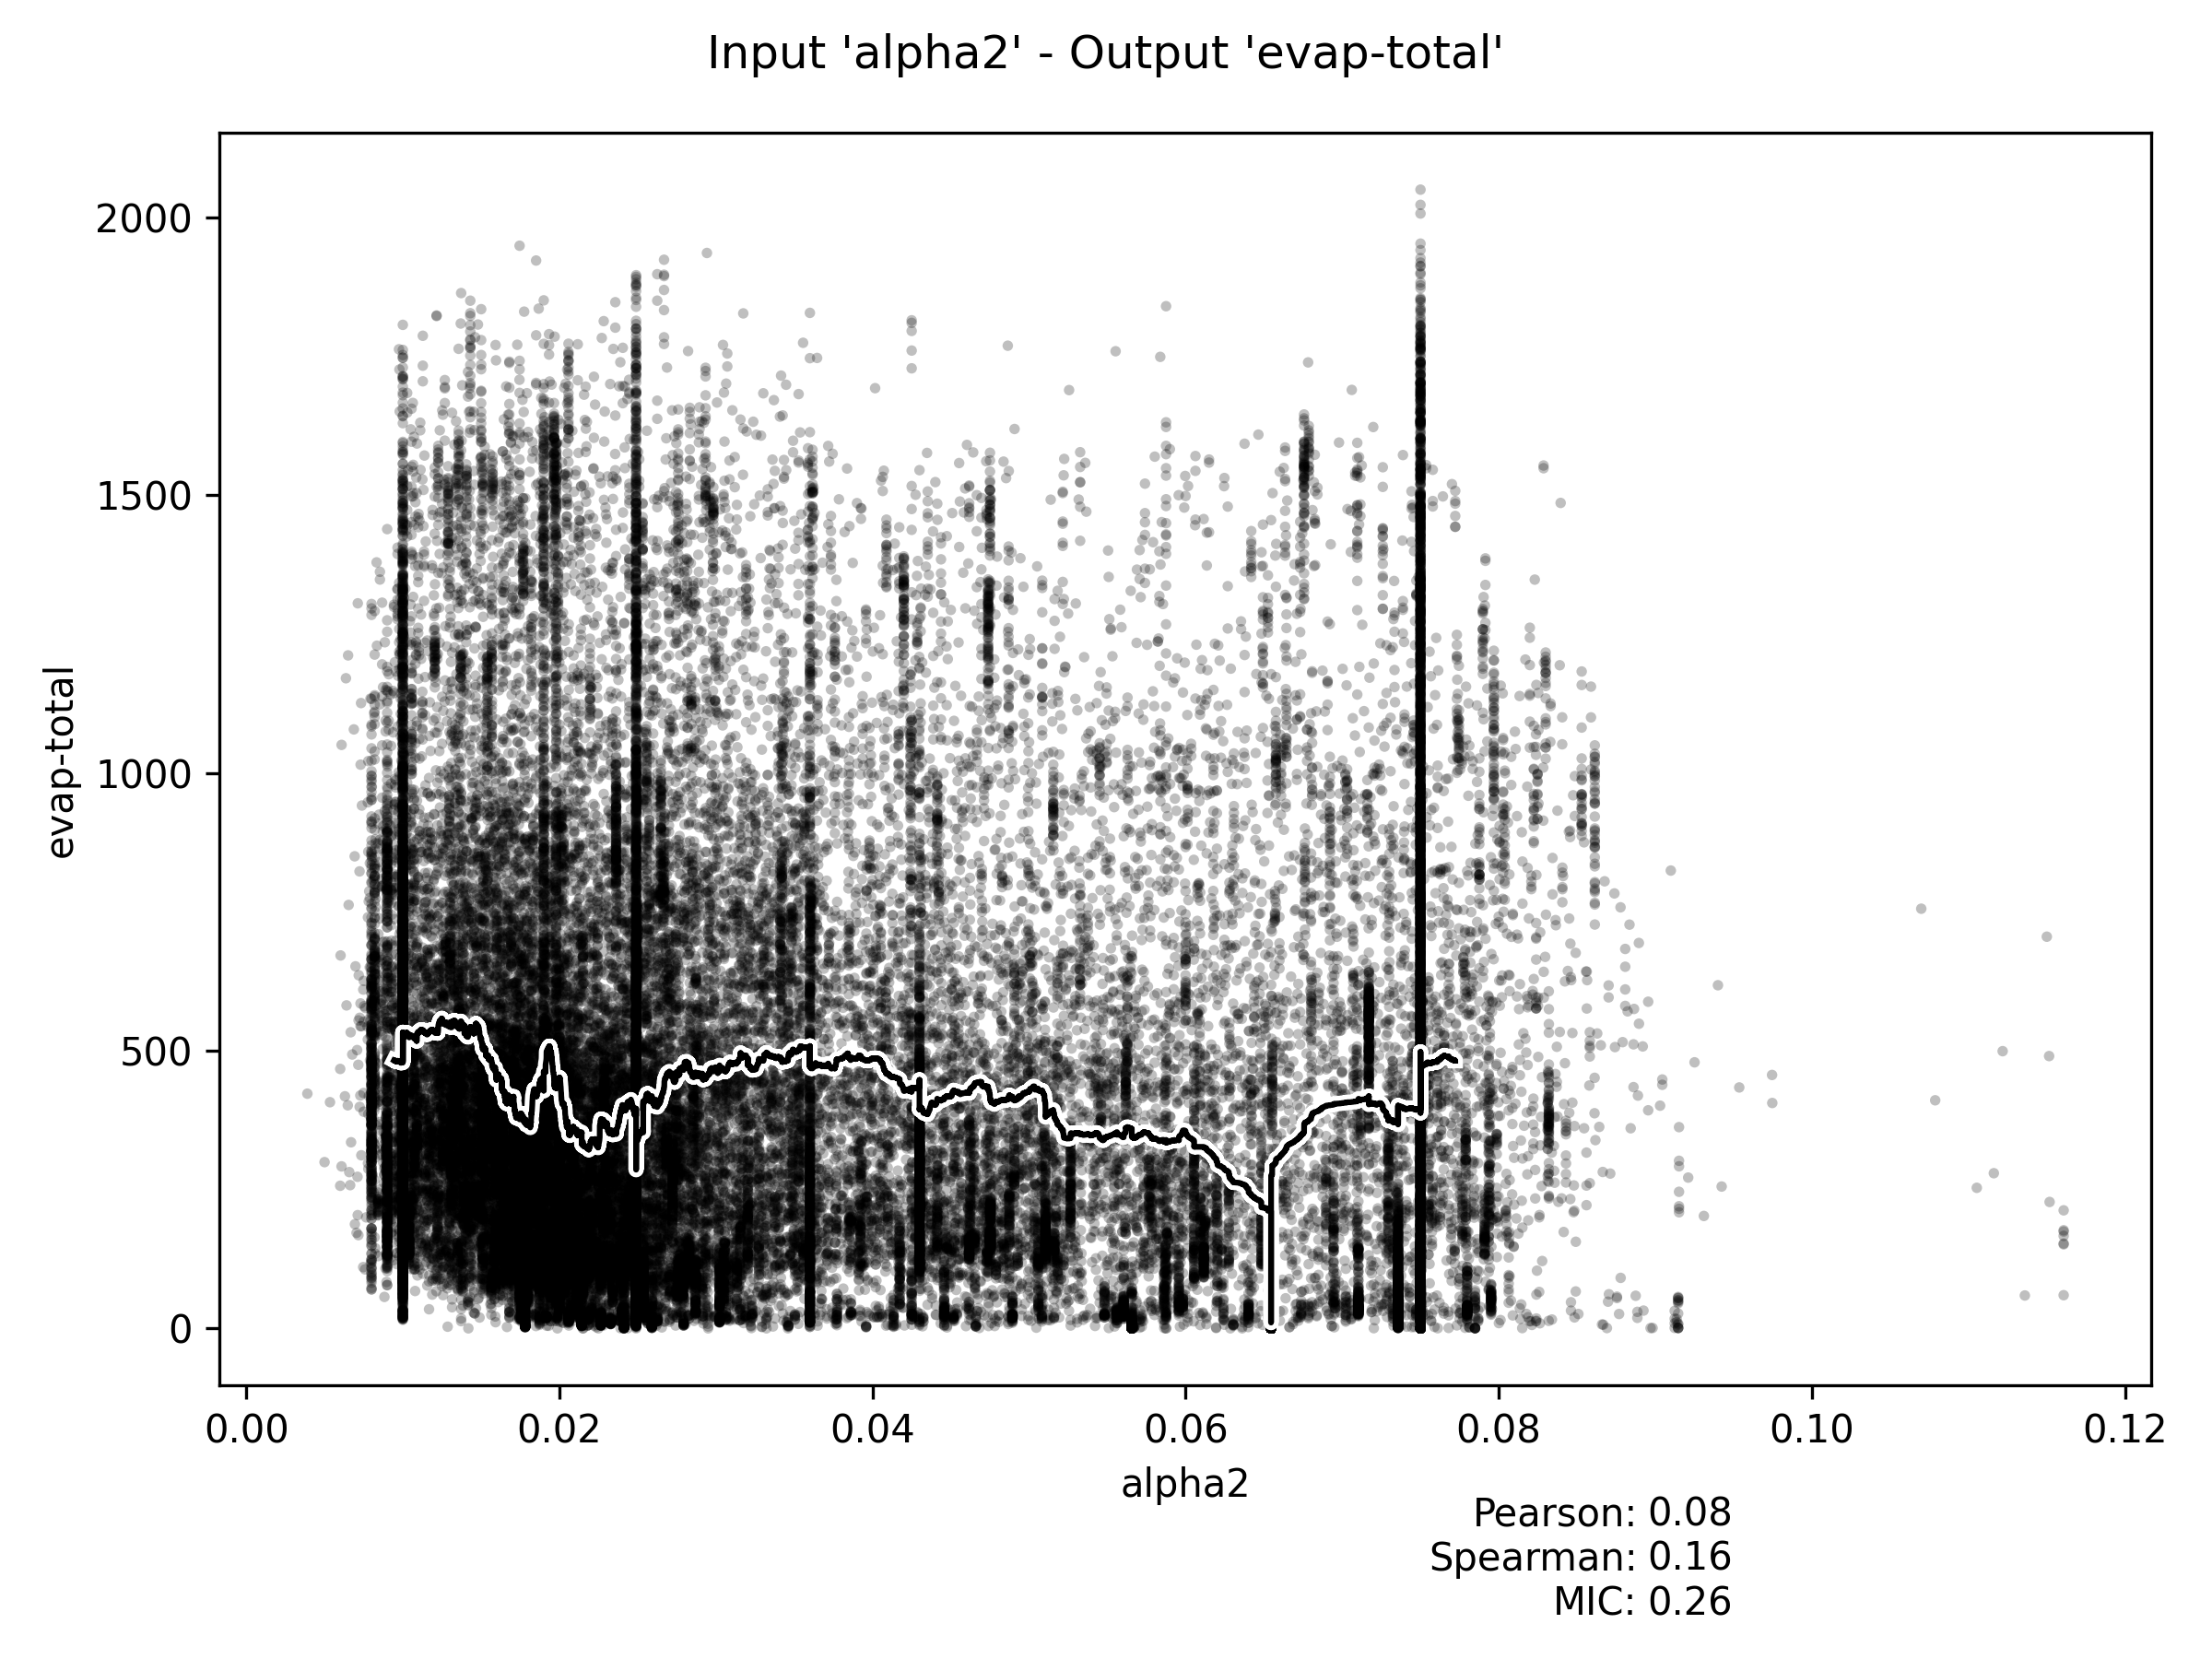 Input 'alpha2' - Output 'evap-total'
2000
1500
1000
500
0
evap-total
0.00 0.02 0.04 0.06 0.08 0.10 0.12
alpha2
Pearson: 0.08
Spearman: 0.16
MIC: 0.26